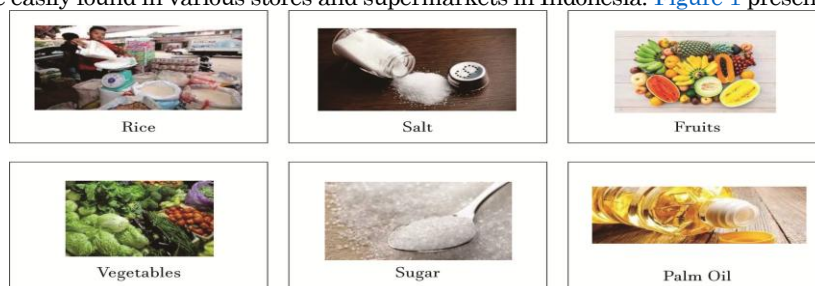 e easily found in various stores and supermarkets in Indonesia. Figure 1 presen
Rice
Salt
Fruits
Vegetables
Sugar
Palm Oil